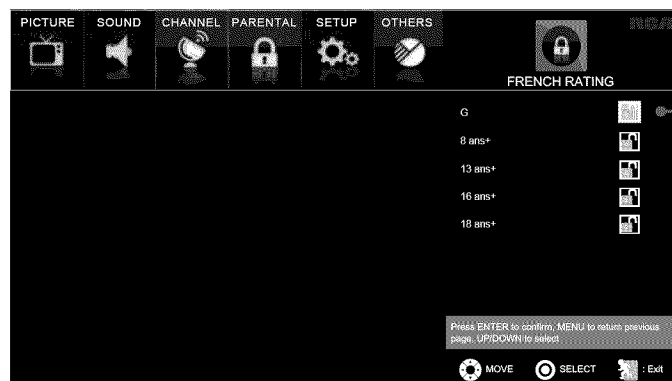 PICTURE SOUND CHANNEL PARENTAL SETUP OTHERS
RCA
FRENCH RATING
G
8 ans+
13 ans+
16 ans+
18 ans+
Press ENTER to confirm, MENU to return previous
page, UP/DOWN to select
MOVE SELECT : Exit